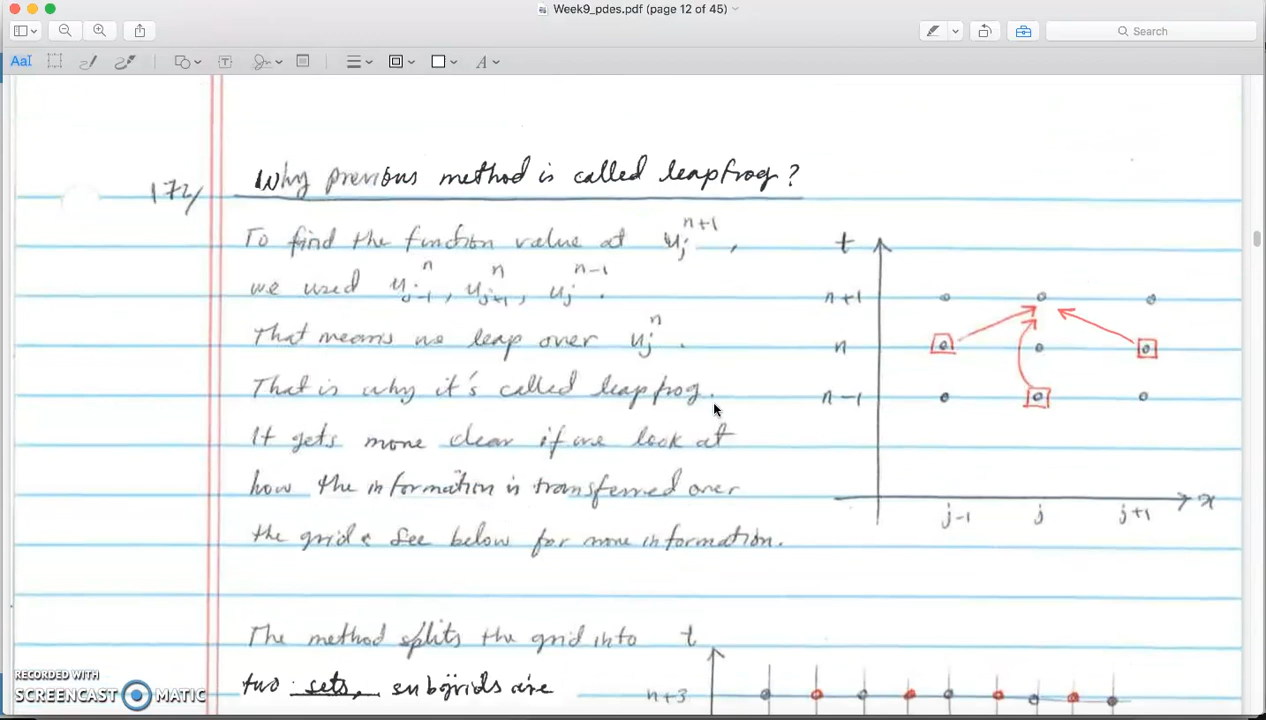 Week9_pdes.pdf (page 12 of 45)
Search
172/
Why previous method is called leapfrog?
To find the function value at u_j^{n+1},
we used u_{j-1}^n, u_{j+1}^n, u_j^{n-1}.
That means we leap over u_j^n.
That is why it's called leapfrog.
It gets more clear if we look at
how the information is transferred over
the grid. See below for more information.
t
n+1
n
n-1
j-1 j j+1 x
The method splits the grid into
two sets, subgrids are
t
n+3
RECORDED WITH
SCREENCAST MATIC